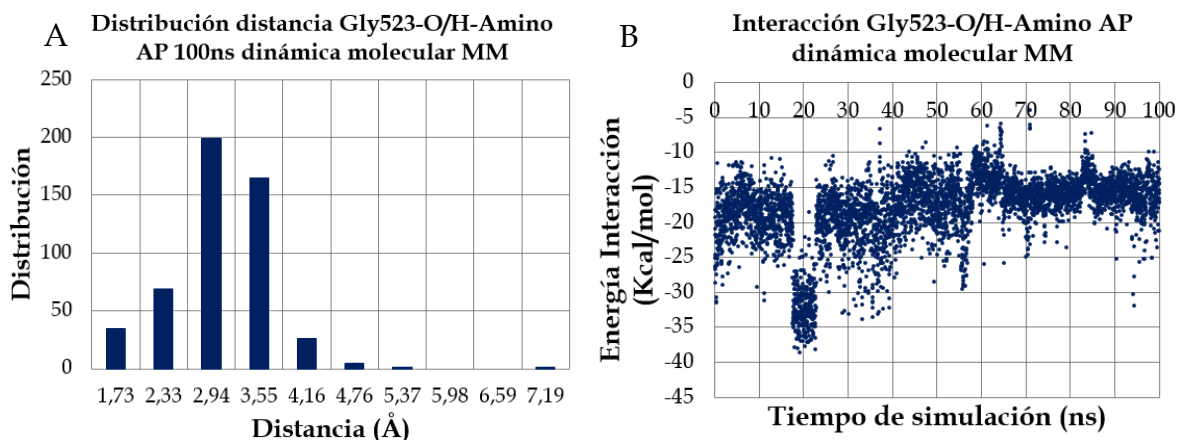 A
Distribución distancia Gly523-O/H-Amino
AP 100ns dinámica molecular MM
Distribución
250
200
150
100
50
0
1,73 2,33 2,94 3,55 4,16 4,76 5,37 5,98 6,59 7,19
Distancia (Å)
B
Interacción Gly523-O/H-Amino AP
dinámica molecular MM
Energía Interacción
(Kcal/mol)
0
0 10 20 30 40 50 60 70 80 90 100
-5
-10
-15
-20
-25
-30
-35
-40
-45
Tiempo de simulación (ns)